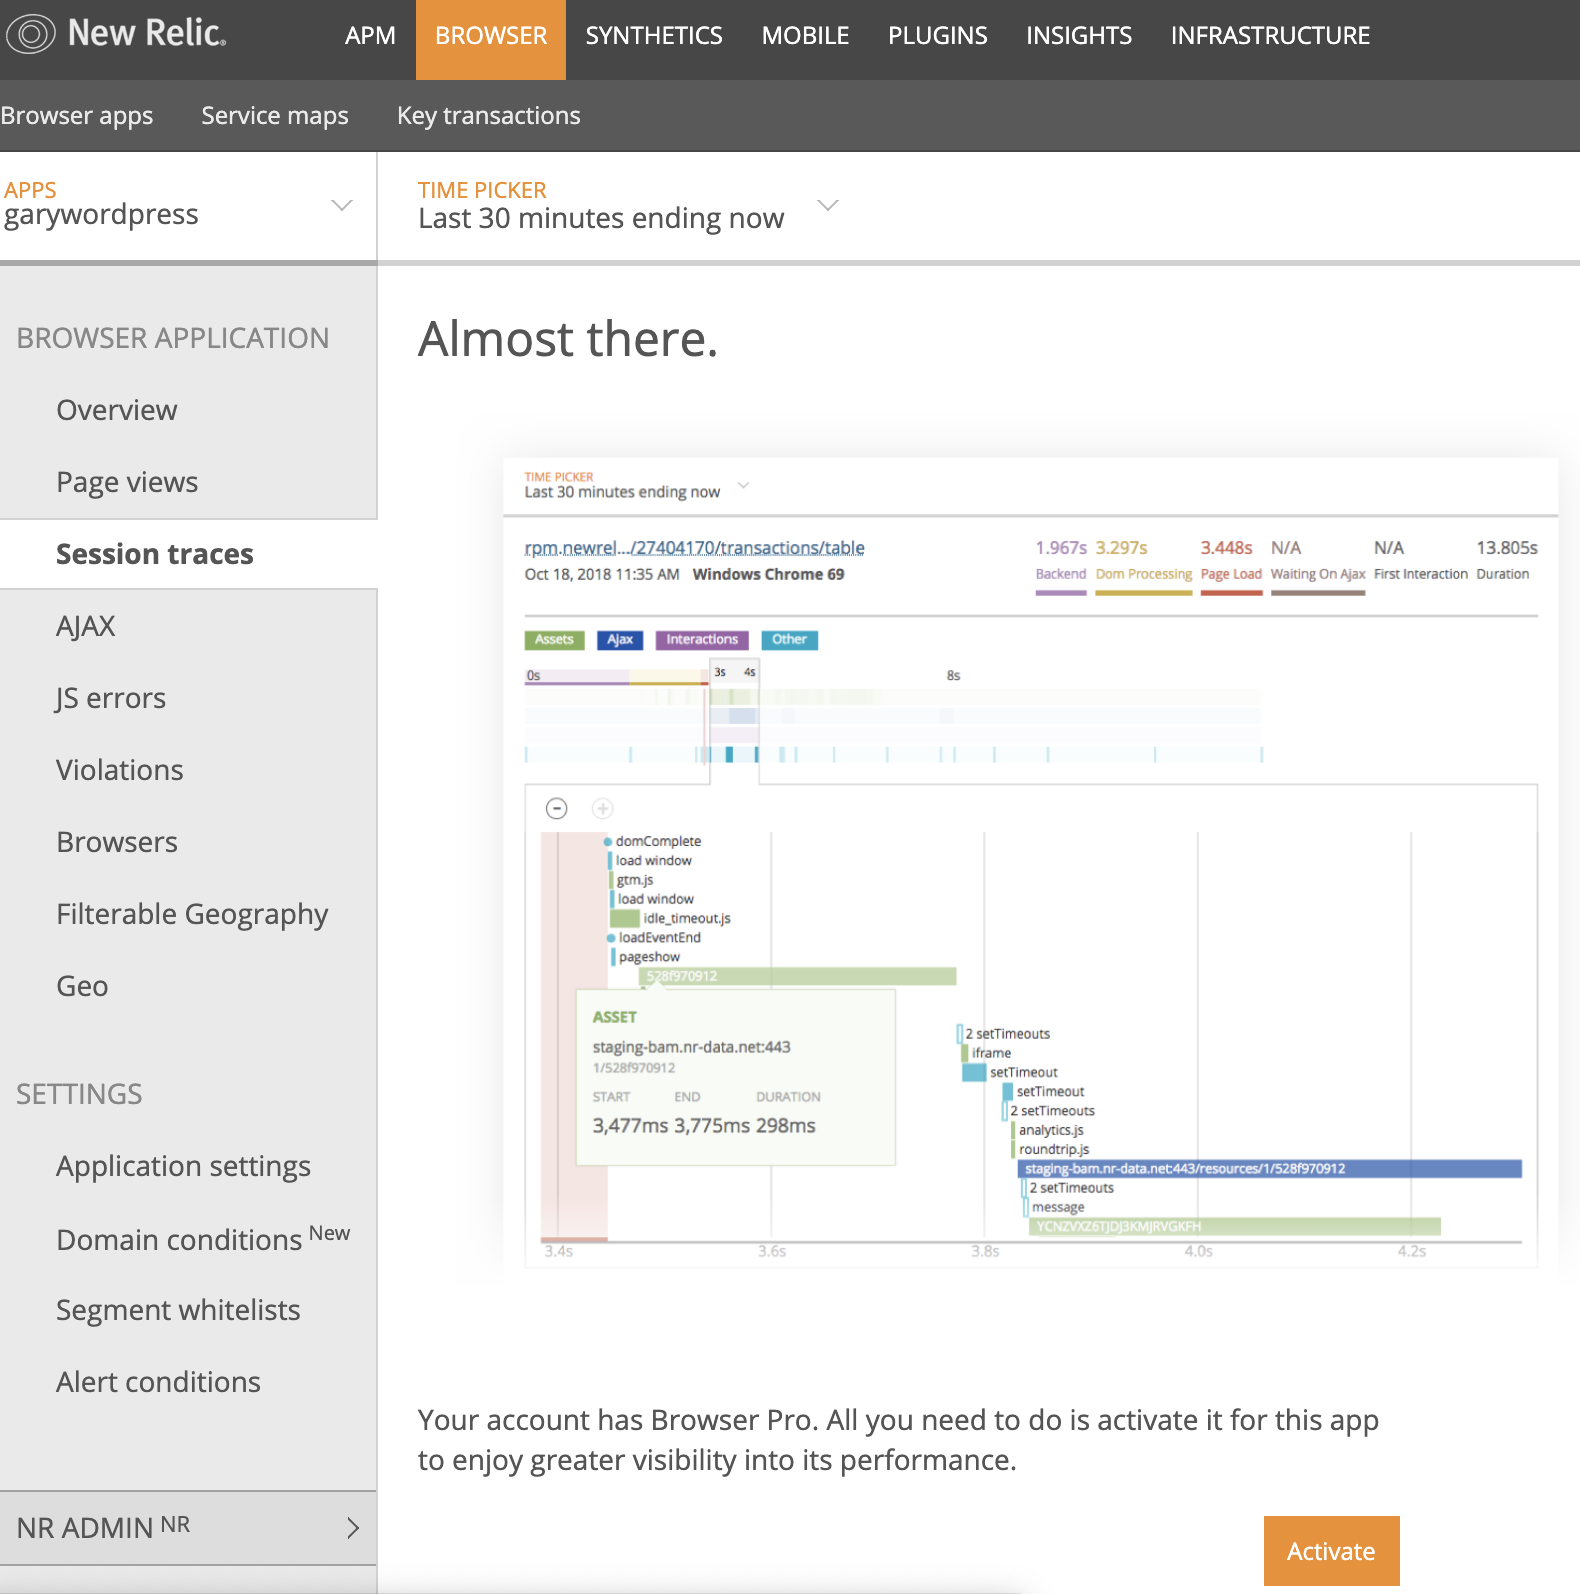 New Relic.
APM BROWSER SYNTHETICS MOBILE PLUGINS INSIGHTS INFRASTRUCTURE
Browser apps Service maps Key transactions
APPS
garywordpress
TIME PICKER
Last 30 minutes ending now
BROWSER APPLICATION
Overview
Page views
Session traces
AJAX
JS errors
Violations
Browsers
Filterable Geography
Geo
SETTINGS
Application settings
Domain conditions New
Segment whitelists
Alert conditions
NR ADMIN NR
Almost there.
TIME PICKER
Last 30 minutes ending now
rpm.newrel.../27404170/transactions/table
Oct 18, 2018 11:35 AM Windows Chrome 69
1.967s 3.297s 3.448s N/A N/A 13.805s
Backend Dom Processing Page Load Waiting On Ajax First Interaction Duration
Assets Ajax Interactions Other
0s 3s 4s 8s
domComplete
load window
gtm.js
load window
idle_timeout.js
loadEventEnd
pageshow
528f970912
ASSET
staging-bam.nr-data.net:443
1/528f970912
START END DURATION
3,477ms 3,775ms 298ms
2 setTimeouts
iframe
setTimeout
setTimeout
2 setTimeouts
analytics.js
roundtrip.js
staging-bam.nr-data.net:443/resources/1/528f970912
2 setTimeouts
message
YCNZVXZ6TJDJ3KMJRVGKFH
3.4s 3.6s 3.8s 4.0s 4.2s
Your account has Browser Pro. All you need to do is activate it for this app
to enjoy greater visibility into its performance.
Activate